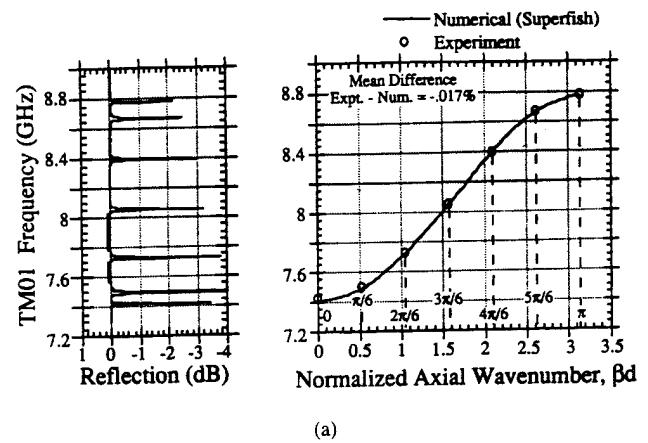 Numerical (Superfish)
Experiment
Mean Difference
Expt. - Num. = -.017%
TM01 Frequency (GHz)
8.8
8.4
8
7.6
7.2
1 0 -1 -2 -3 -4
Reflection (dB)
8.8
8.4
8
7.6
7.2
0 π/6 2π/6 3π/6 4π/6 5π/6 π
0 0.5 1 1.5 2 2.5 3 3.5
Normalized Axial Wavenumber, βd
(a)